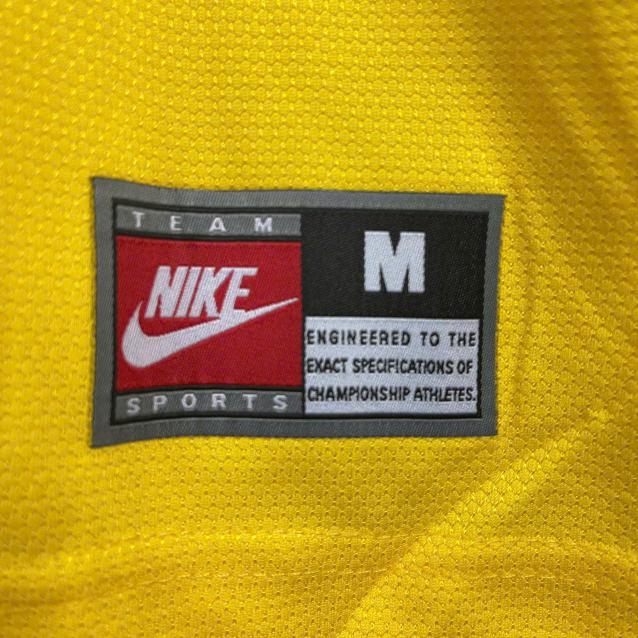 TEAM
NIKE
SPORTS
M
ENGINEERED TO THE
EXACT SPECIFICATIONS OF
CHAMPIONSHIP ATHLETES.